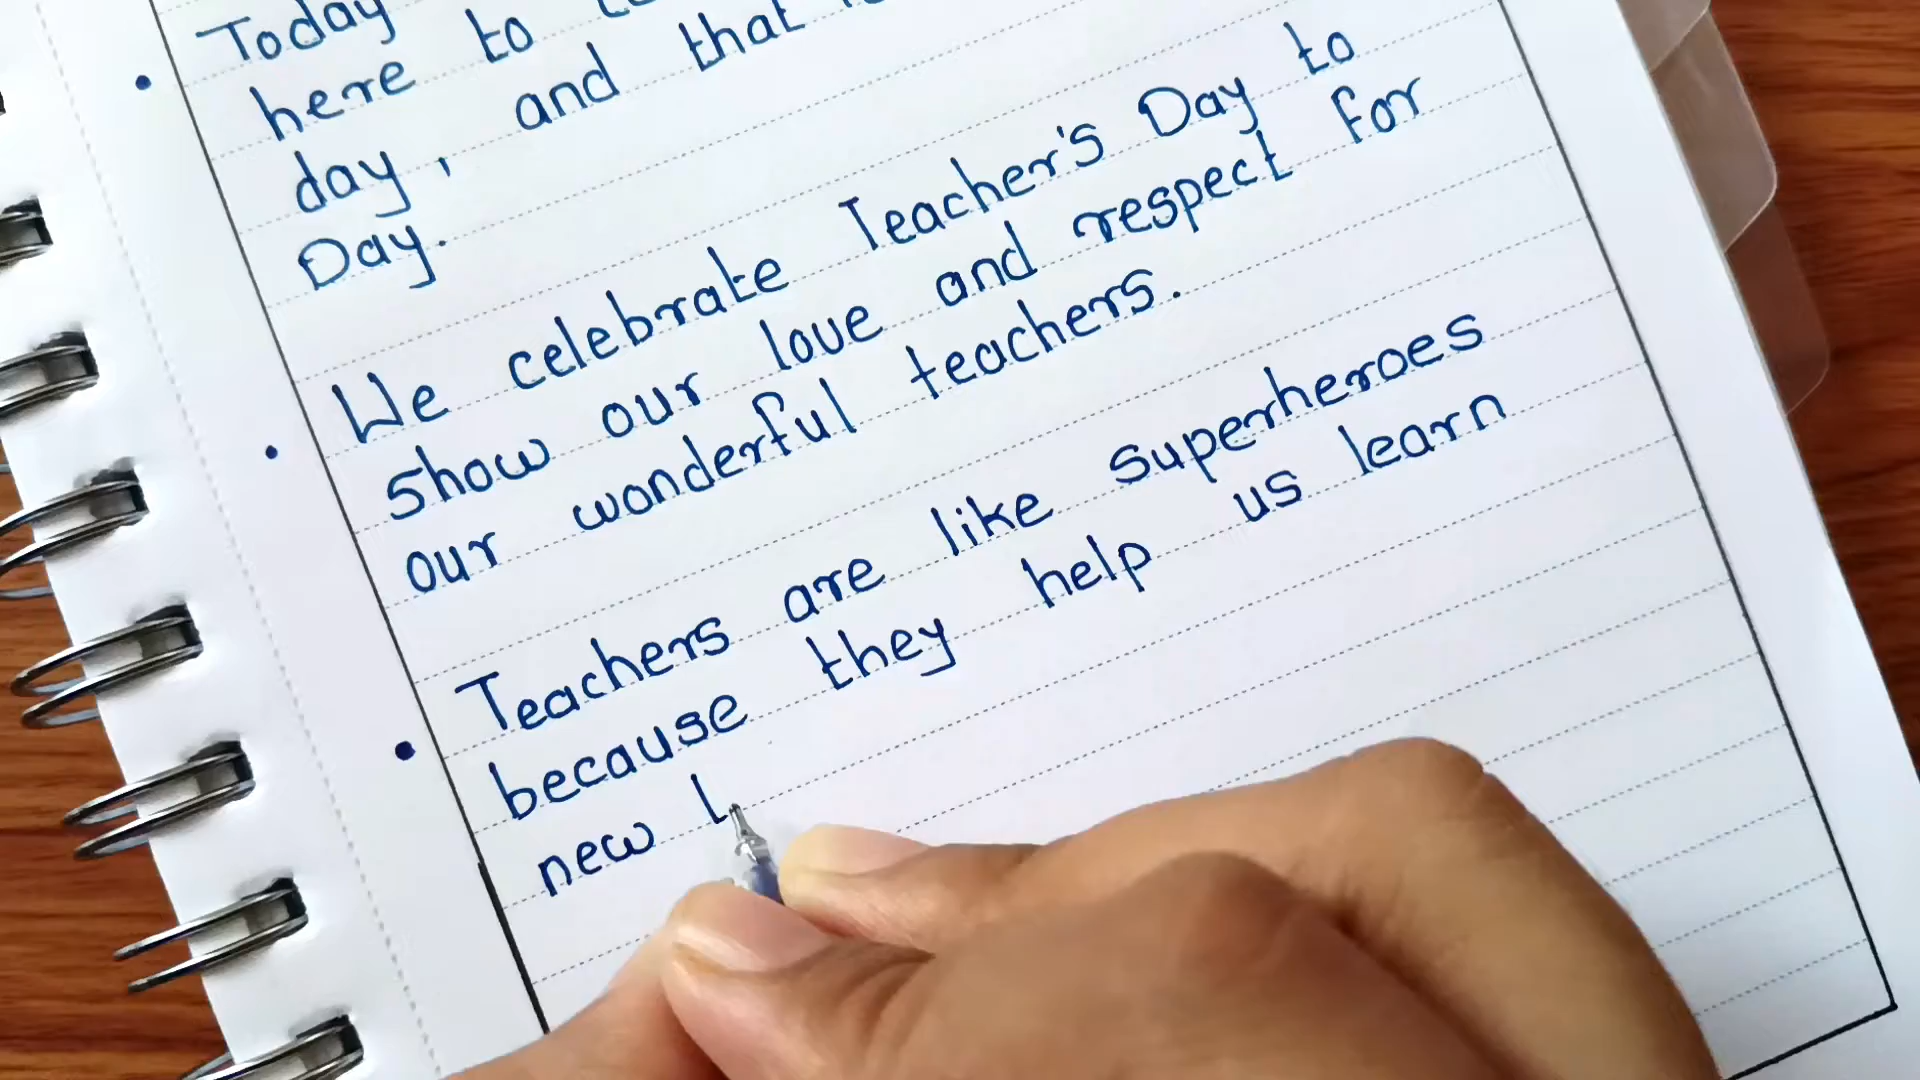 Today
here to
day, and that
Day.
We celebrate Teacher's Day to
show our love and respect for
our wonderful teachers.
Teachers are like superheroes
because they help us learn
new